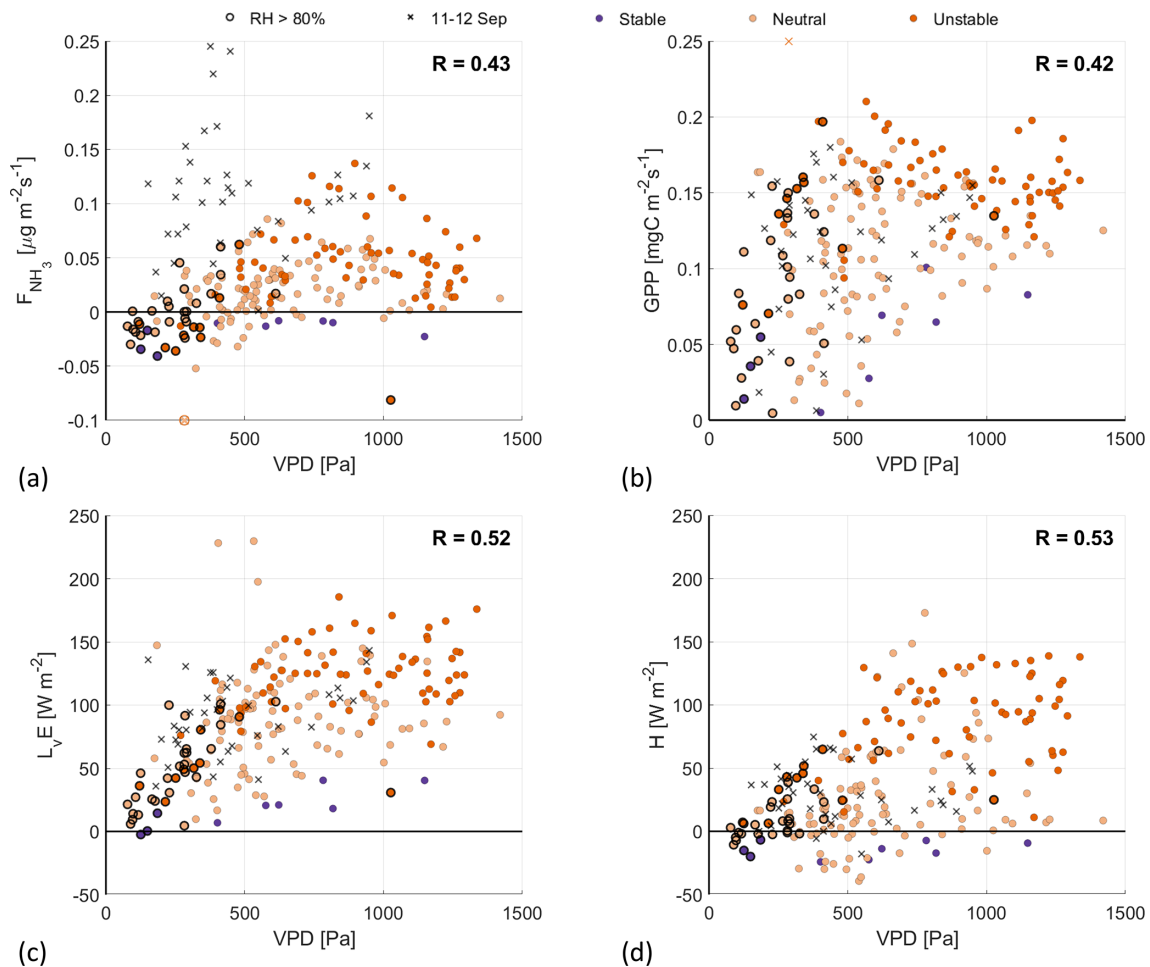 RH > 80% 11-12 Sep Stable Neutral Unstable
0.25
0.2
0.15
0.1
0.05
0
-0.05
-0.1
F_NH3 [μg m-2s-1]
R = 0.43
0 500 1000 1500
VPD [Pa]
(a)
0.25
0.2
0.15
0.1
0.05
0
GPP [mgC m-2s-1]
R = 0.42
0 500 1000 1500
VPD [Pa]
(b)
250
200
150
100
50
0
-50
LvE [W m-2]
R = 0.52
0 500 1000 1500
VPD [Pa]
(c)
250
200
150
100
50
0
-50
H [W m-2]
R = 0.53
0 500 1000 1500
VPD [Pa]
(d)